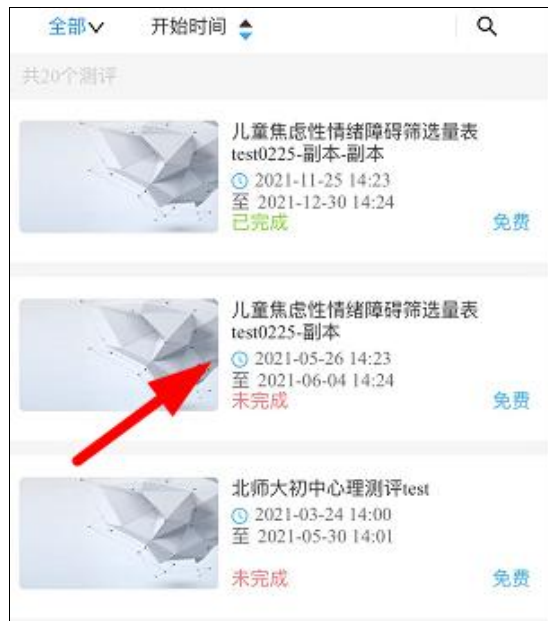 全部 开始时间
共20个测评
儿童焦虑性情绪障碍筛选量表
test0225-副本-副本
2021-11-25 14:23
至 2021-12-30 14:24
已完成 免费
儿童焦虑性情绪障碍筛选量表
test0225-副本
2021-05-26 14:23
至 2021-06-04 14:24
未完成 免费
北师大初中心理测评test
2021-03-24 14:00
至 2021-05-30 14:01
未完成 免费